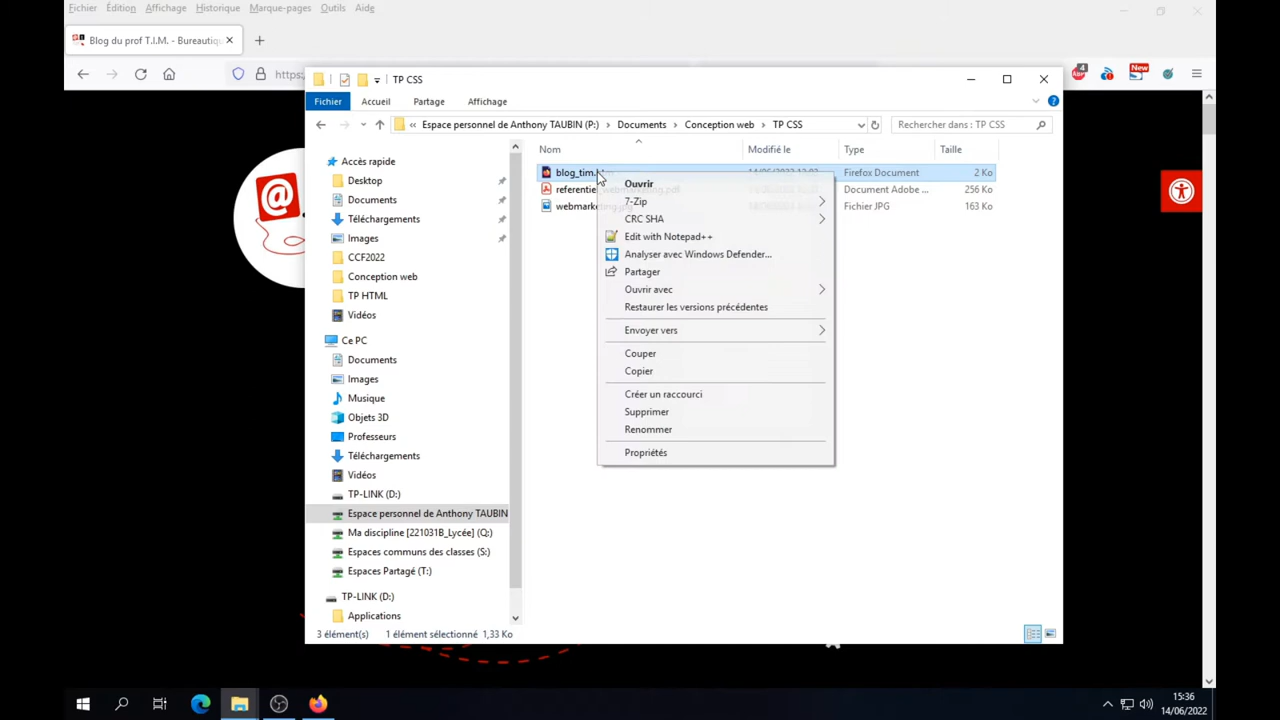 Fichier Édition Affichage Historique Marque-pages Outils Aide
Blog du prof T.I.M. - Bureautiqu
https:
4
New
TP CSS
Fichier Accueil Partage Affichage
« Espace personnel de Anthony TAUBIN (P:) > Documents > Conception web > TP CSS
Rechercher dans : TP CSS
Nom Modifié le Type Taille
blog_tim. Firefox Document 2 Ko
Document Adobe ... 256 Ko
Fichier JPG 163 Ko
Accès rapide
Desktop
Documents
Téléchargements
Images
CCF2022
Conception web
TP HTML
Vidéos
Ce PC
Documents
Images
Musique
Objets 3D
Professeurs
Téléchargements
Vidéos
TP-LINK (D:)
Espace personnel de Anthony TAUBIN
Ma discipline [221031B_Lycée] (Q:)
Espaces communs des classes (S:)
Espaces Partagé (T:)
TP-LINK (D:)
Applications
Ouvrir
7-Zip
CRC SHA
Edit with Notepad++
Analyser avec Windows Defender...
Partager
Ouvrir avec
Restaurer les versions précédentes
Envoyer vers
Couper
Copier
Créer un raccourci
Supprimer
Renommer
Propriétés
3 élément(s) 1 élément sélectionné 1,33 Ko
15:36
14/06/2022